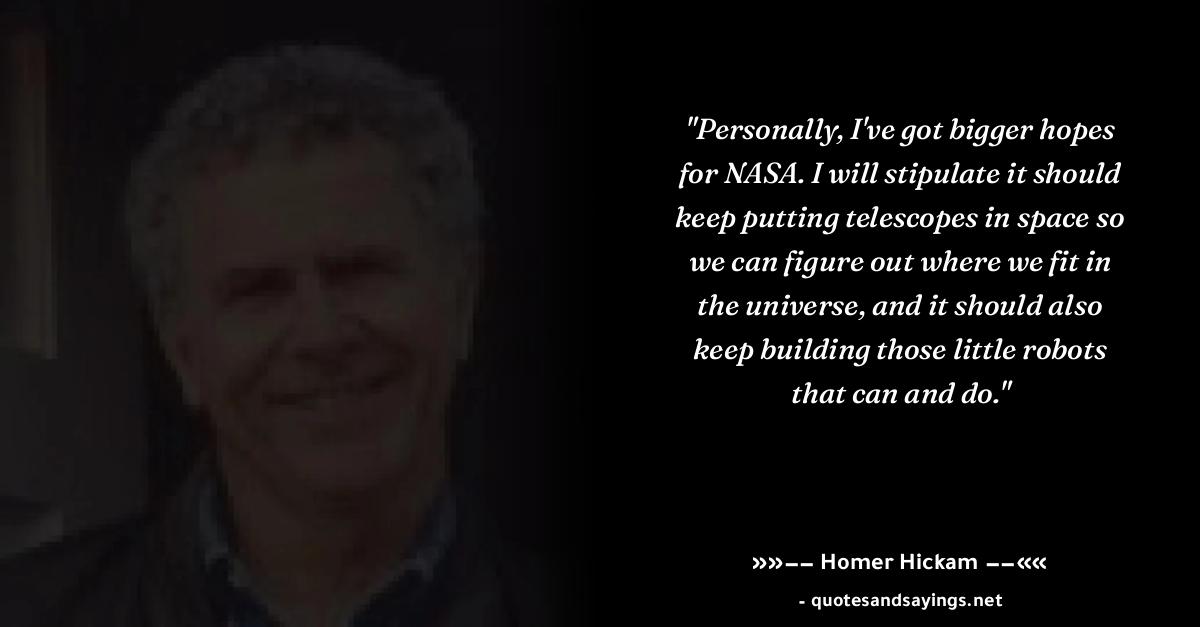 "Personally, I've got bigger hopes
for NASA. I will stipulate it should
keep putting telescopes in space so
we can figure out where we fit in
the universe, and it should also
keep building those little robots
that can and do."
»»–– Homer Hickam ––««
- quotesandsayings.net